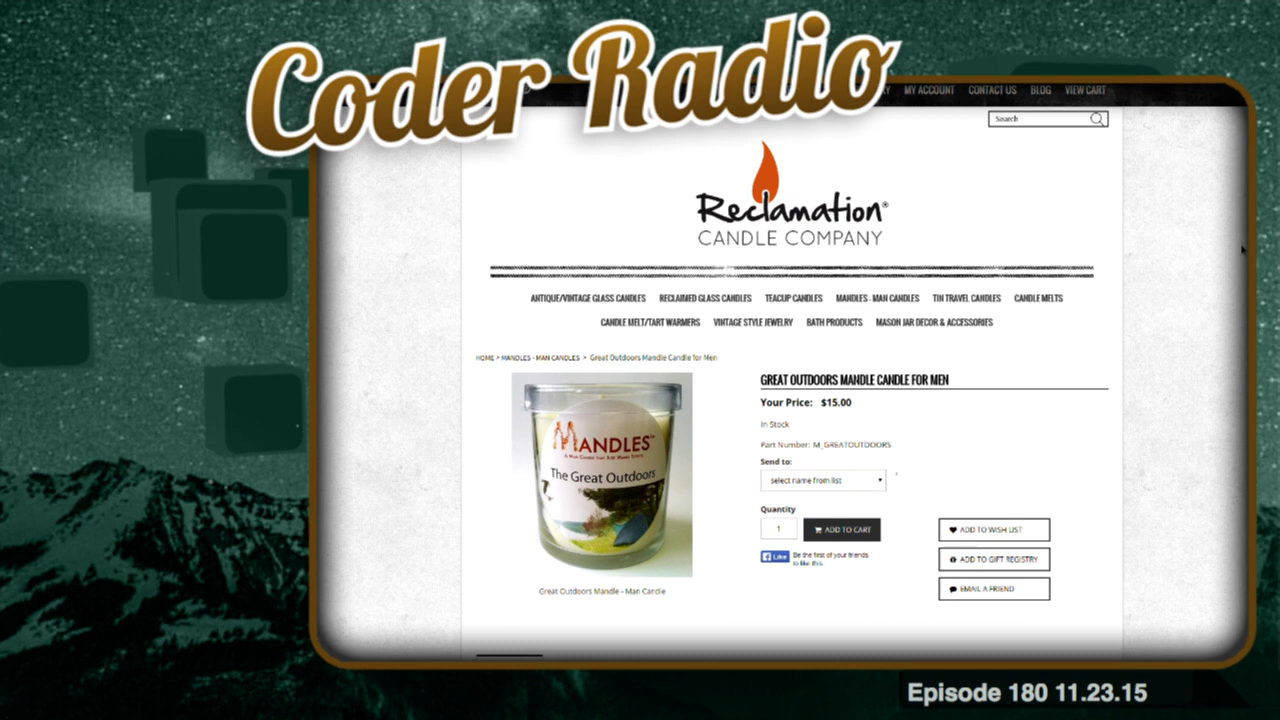 Coder Radio
MY ACCOUNT CONTACT US BLOG VIEW CART
Search
Reclamation®
CANDLE COMPANY
ANTIQUE/VINTAGE GLASS CANDLES RECLAIMED GLASS CANDLES TEACUP CANDLES MANDLES - MAN CANDLES TIN TRAVEL CANDLES CANDLE MELTS
CANDLE MELT/TART WARMERS VINTAGE STYLE JEWELRY BATH PRODUCTS MASON JAR DECOR & ACCESSORIES
HOME > MANDLES - MAN CANDLES > Great Outdoors Mandle Candle for Men
MANDLES™
The Great Outdoors
Great Outdoors Mandle - Man Candle
GREAT OUTDOORS MANDLE CANDLE FOR MEN
Your Price: $15.00
In Stock
Part Number: M_GREATOUTDOORS
Send to:
select name from list
Quantity
1 ADD TO CART
Like Be the first of your friends
to like this.
ADD TO WISH LIST
ADD TO GIFT REGISTRY
EMAIL A FRIEND
Episode 180 11.23.15